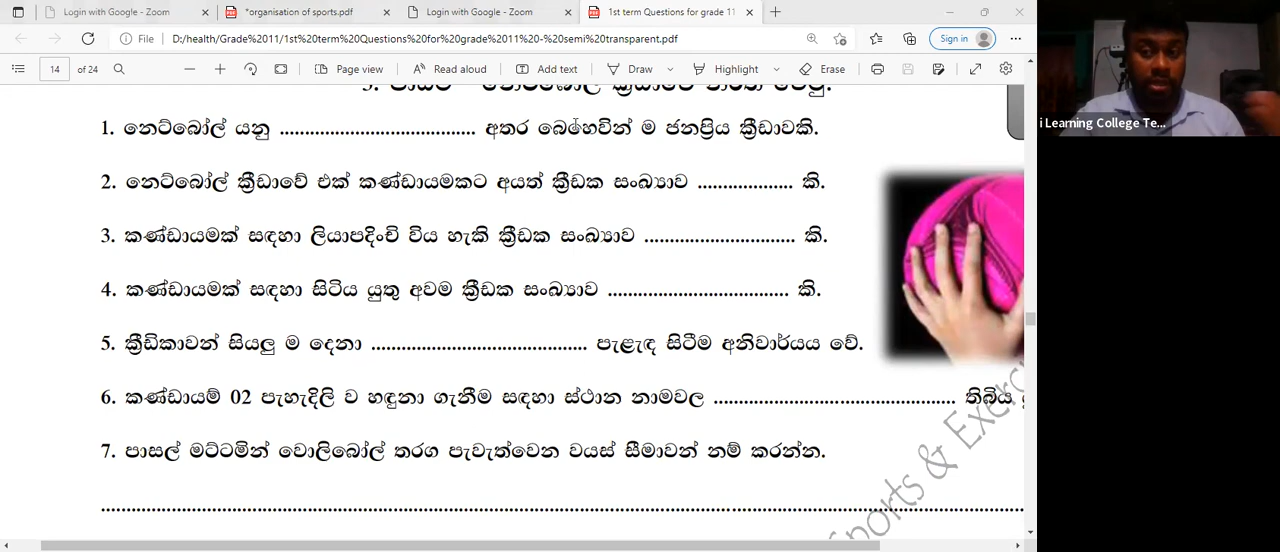 Login with Google - Zoom
*organisation of sports.pdf
Login with Google - Zoom
1st term Questions for grade 11
File
D:/health/Grade%2011/1st%20term%20Questions%20for%20grade%2011%20-%20semi%20transparent.pdf
Sign in
14 of 24
Page view
Read aloud
Add text
Draw
Highlight
Erase
i Learning College Te...
1. නෙට්බෝල් යනු ....................................... අතර බෙහෙවින් ම ජනප්‍රිය ක්‍රීඩාවකි.
2. නෙට්බෝල් ක්‍රීඩාවේ එක් කණ්ඩායමකට අයත් ක්‍රීඩක සංඛ්‍යාව ................... කි.
3. කණ්ඩායමක් සඳහා ලියාපදිංචි විය හැකි ක්‍රීඩක සංඛ්‍යාව .............................. කි.
4. කණ්ඩායමක් සඳහා සිටිය යුතු අවම ක්‍රීඩක සංඛ්‍යාව .................................... කි.
5. ක්‍රීඩිකාවන් සියලු ම දෙනා ........................................... පැළැඳ සිටීම අනිවාර්යය වේ.
6. කණ්ඩායම් 02 පැහැදිලි ව හඳුනා ගැනීම සඳහා ස්ථාන නාමවල ................................................ තිබිය
7. පාසල් මට්ටමින් වොලිබෝල් තරග පැවැත්වෙන වයස් සීමාවන් නම් කරන්න.
Sports & Exerc